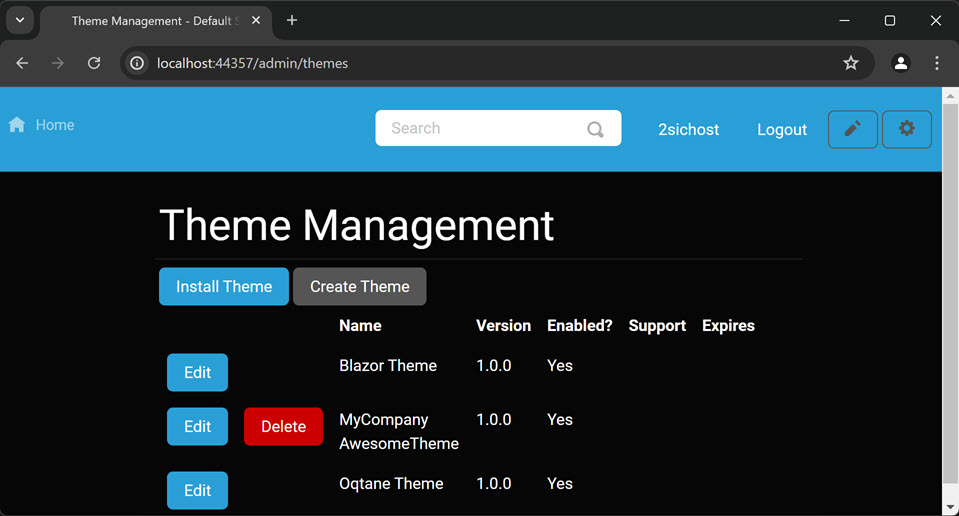 Theme Management - Default S
localhost:44357/admin/themes
Home
Search
2sichost
Logout
Theme Management
Install Theme
Create Theme
Name Version Enabled? Support Expires
Edit Blazor Theme 1.0.0 Yes
Edit Delete MyCompany 1.0.0 Yes
AwesomeTheme
Edit Oqtane Theme 1.0.0 Yes